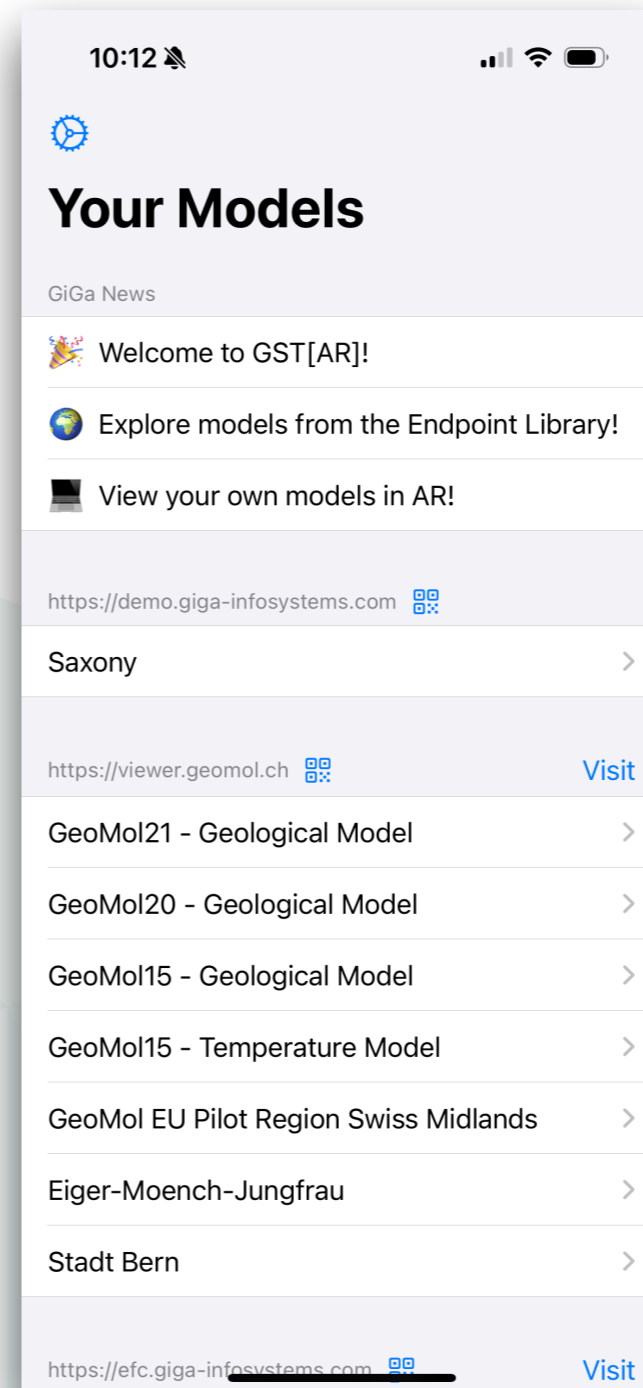 10:12
Your Models
GiGa News
Welcome to GST[AR]!
Explore models from the Endpoint Library!
View your own models in AR!
https://demo.giga-infosystems.com
Saxony
https://viewer.geomol.ch Visit
GeoMol21 - Geological Model
GeoMol20 - Geological Model
GeoMol15 - Geological Model
GeoMol15 - Temperature Model
GeoMol EU Pilot Region Swiss Midlands
Eiger-Moench-Jungfrau
Stadt Bern
https://efc.giga-infosystems.com Visit